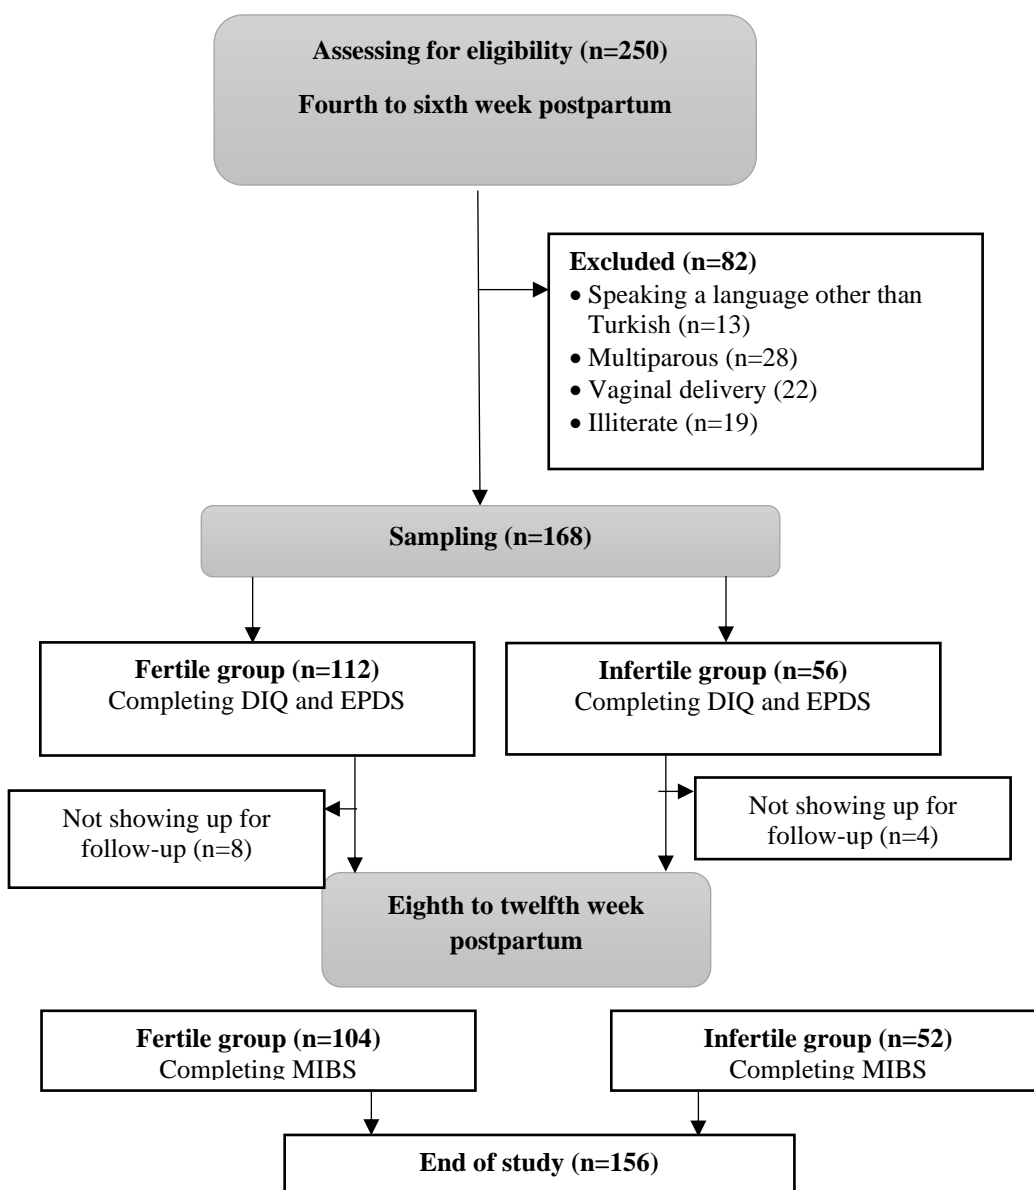 Assessing for eligibility (n=250)
Fourth to sixth week postpartum
Excluded (n=82)
• Speaking a language other than
Turkish (n=13)
• Multiparous (n=28)
• Vaginal delivery (22)
• Illiterate (n=19)
Sampling (n=168)
Fertile group (n=112)
Completing DIQ and EPDS
Infertile group (n=56)
Completing DIQ and EPDS
Not showing up for
follow-up (n=8)
Not showing up for
follow-up (n=4)
Eighth to twelfth week
postpartum
Fertile group (n=104)
Completing MIBS
Infertile group (n=52)
Completing MIBS
End of study (n=156)